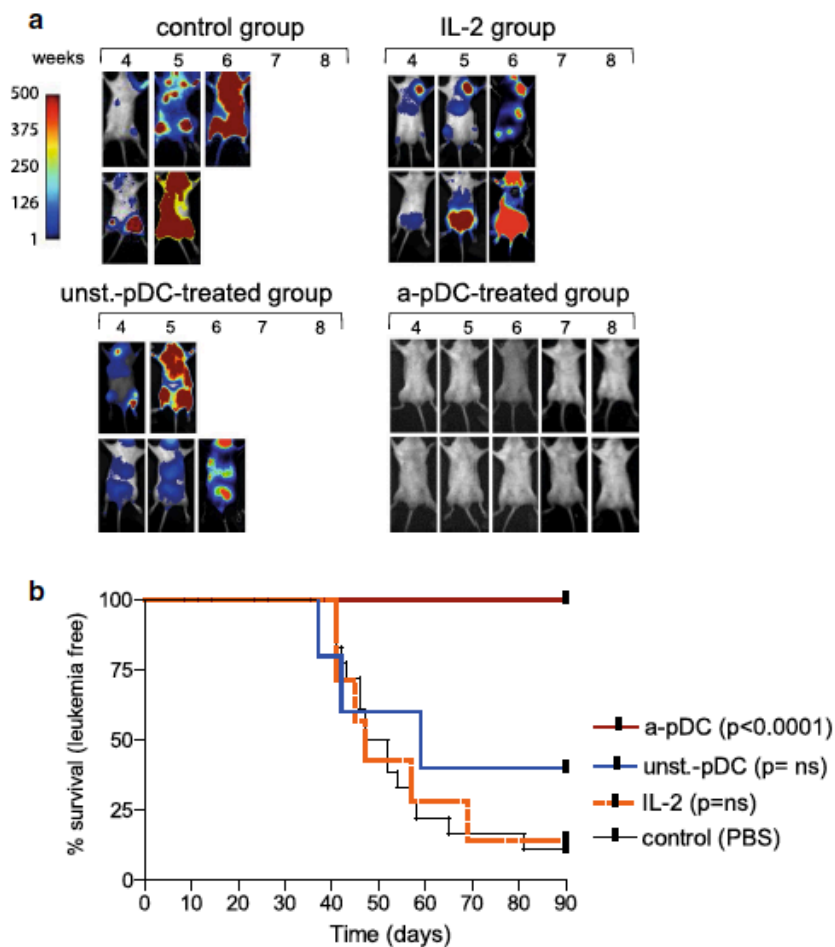 a
control group
IL-2 group
weeks 4 5 6 7 8
4 5 6 7 8
500
375
250
126
1
unst.-pDC-treated group
a-pDC-treated group
4 5 6 7 8
4 5 6 7 8
b
% survival (leukemia free)
100
75
50
25
0
0 10 20 30 40 50 60 70 80 90
Time (days)
a-pDC (p<0.0001)
unst.-pDC (p= ns)
IL-2 (p=ns)
control (PBS)